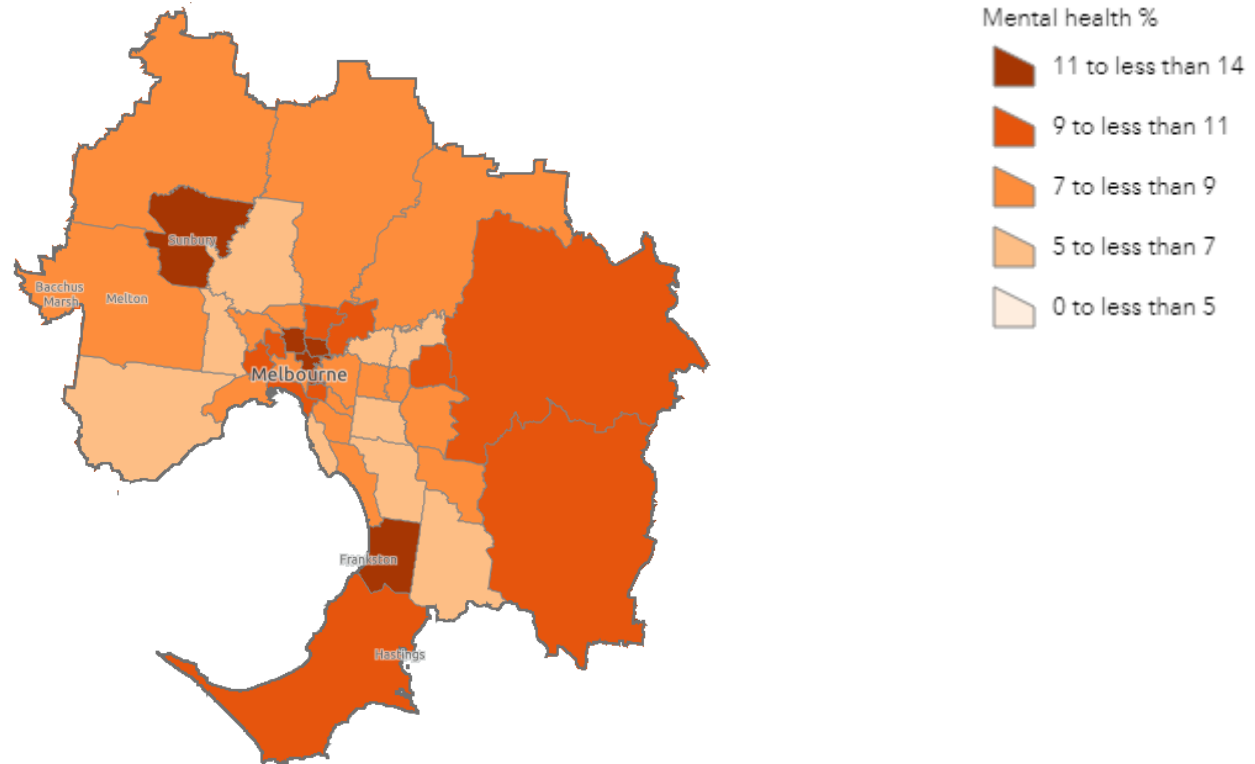 Mental health %
11 to less than 14
9 to less than 11
7 to less than 9
5 to less than 7
0 to less than 5
Sunbury
Bacchus
Marsh
Melton
Melbourne
Frankston
Hastings